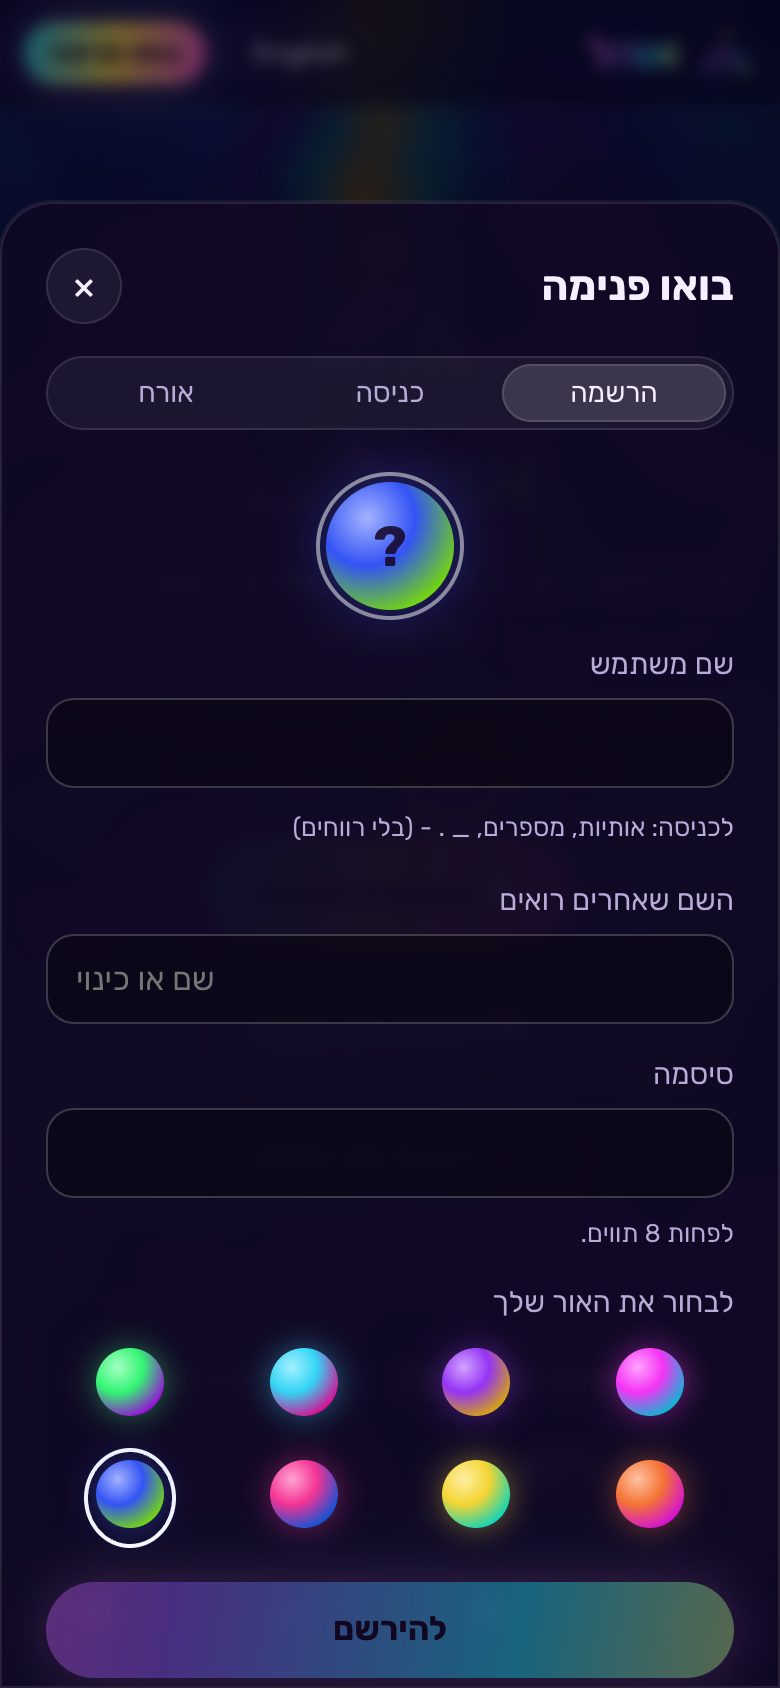 English
בואו פנימה
×
הרשמה
כניסה
אורח
?
שם משתמש
לכניסה: אותיות, מספרים, _ . - (בלי רווחים)
השם שאחרים רואים
שם או כינוי
סיסמה
לפחות 8 תווים.
לבחור את האור שלך
להירשם